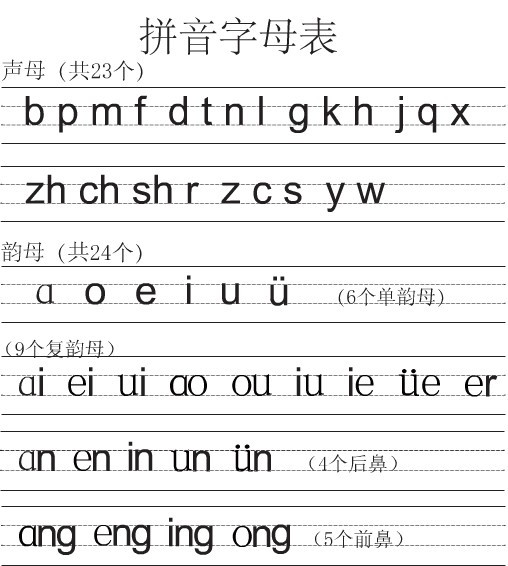 拼音字母表
声母（共23个）
b p m f d t n l g k h j q x
zh ch sh r z c s y w
韵母（共24个）
ɑ o e i u ü （6个单韵母）
（9个复韵母）
ɑi ei ui ɑo ou iu ie üe er
ɑn en in un ün （4个后鼻）
ɑng eng ing ong （5个前鼻）